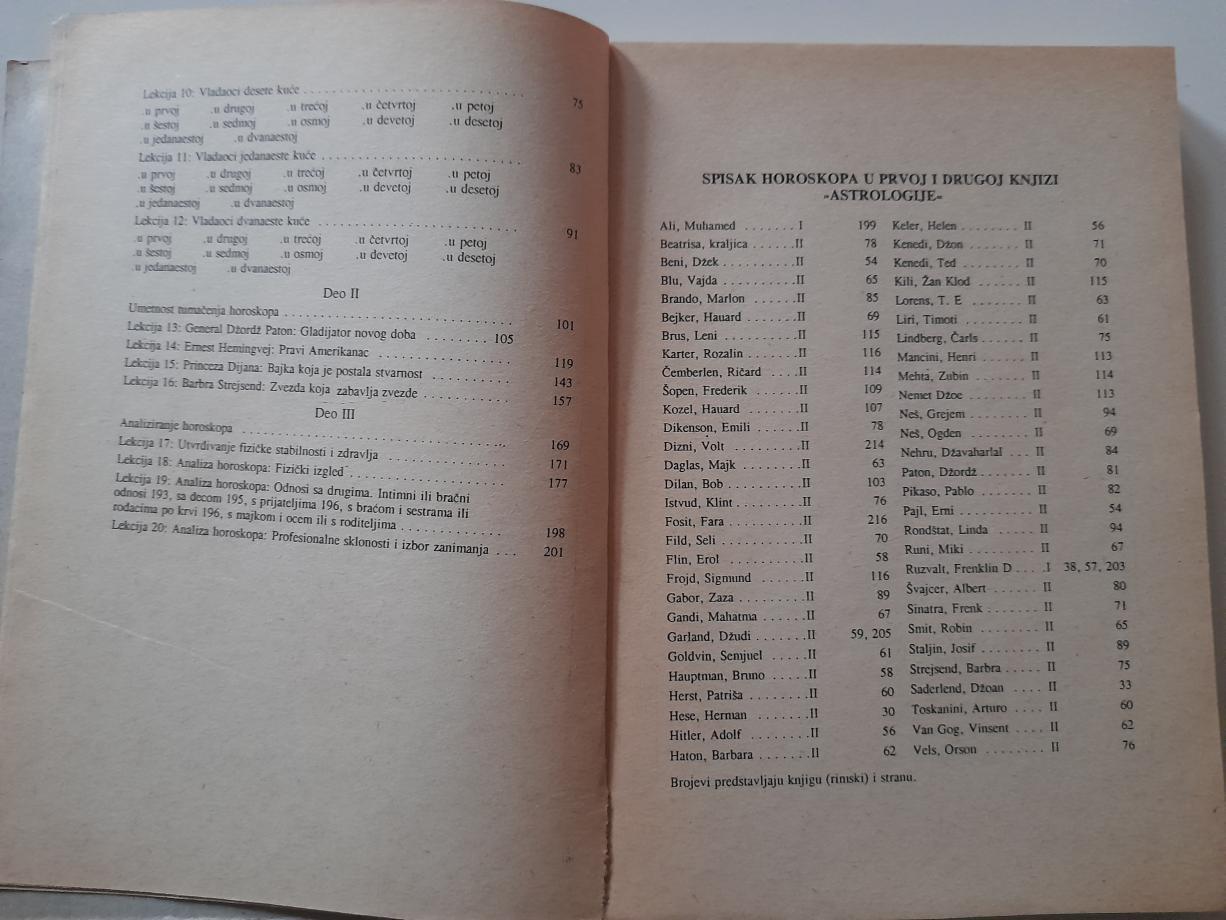 Lekcija 10: Vladaoci desete kuće . . . . . . . . . . . . . . . . . . . . . . . . . . . . 75
.u prvoj .u drugoj .u trećoj .u četvrtoj .u petoj
.u šestoj .u sedmoj .u osmoj .u devetoj .u desetoj
.u jedanaestoj .u dvanaestoj
Lekcija 11: Vladaoci jedanaeste kuće . . . . . . . . . . . . . . . . . . . . . . . . . 83
.u prvoj .u drugoj .u trećoj .u četvrtoj .u petoj
.u šestoj .u sedmoj .u osmoj .u devetoj .u desetoj
.u jedanaestoj .u dvanaestoj
Lekcija 12: Vladaoci dvanaeste kuće . . . . . . . . . . . . . . . . . . . . . . . . . 91
.u prvoj .u drugoj .u trećoj .u četvrtoj .u petoj
.u šestoj .u sedmoj .u osmoj .u devetoj .u desetoj
.u jedanaestoj .u dvanaestoj
Deo II
Umetnost tumačenja horoskopa . . . . . . . . . . . . . . . . . . . . . . . . . . . 101
Lekcija 13: General Džordž Paton: Gladijator novog doba . . . . . . . . 105
Lekcija 14: Ernest Hemingvej: Pravi Amerikanac . . . . . . . . . . . . . . 119
Lekcija 15: Princeza Dijana: Bajka koja je postala stvarnost . . . . . . . . . . 143
Lekcija 16: Barbra Strejsend: Zvezda koja zabavlja zvezde . . . . . . . . . . . 157
Deo III
Analiziranje horoskopa . . . . . . . . . . . . . . . . . . . . . . . . . . . . . . . 169
Lekcija 17: Utvrđivanje fizičke stabilnosti i zdravlja . . . . . . . . . . . . . . . 171
Lekcija 18: Analiza horoskopa: Fizički izgled . . . . . . . . . . . . . . . . . . . 177
Lekcija 19: Analiza horoskopa: Odnosi sa drugima. Intimni ili bračni
odnosi 193, sa decom 195, s prijateljima 196, s braćom i sestrama ili
rođacima po krvi 196, s majkom i ocem ili s roditeljima . . . . . . . . . . . . 198
Lekcija 20: Analiza horoskopa: Profesionalne sklonosti i izbor zanimanja . . . 201
SPISAK HOROSKOPA U PRVOJ I DRUGOJ KNJIZI
»ASTROLOGIJE«
Ali, Muhamed . . . . . . . I 199
Beatrisa, kraljica . . . . . . II 78
Beni, Džek . . . . . . . . . . II 54
Blu, Vajda . . . . . . . . . . II 65
Brando, Marlon . . . . . . II 85
Bejker, Hauard . . . . . . . II 69
Brus, Leni . . . . . . . . . . II 115
Karter, Rozalin . . . . . . . II 116
Čemberlen, Ričard . . . . II 114
Šopen, Frederik . . . . . . II 109
Kozel, Hauard . . . . . . . II 107
Dikenson, Emili . . . . . . II 78
Dizni, Volt . . . . . . . . . II 214
Daglas, Majk . . . . . . . . II 63
Dilan, Bob . . . . . . . . . . II 103
Istvud, Klint . . . . . . . . . II 76
Fosit, Fara . . . . . . . . . . II 216
Fild, Seli . . . . . . . . . . . II 70
Flin, Erol . . . . . . . . . . II 58
Frojd, Sigmund . . . . . . II 116
Gabor, Zaza . . . . . . . . . II 89
Gandi, Mahatma . . . . . . II 67
Garland, Džudi . . . . . . . II 59, 205
Goldvin, Semjuel . . . . . II 61
Hauptman, Bruno . . . . . II 58
Herst, Patriša . . . . . . . . II 60
Hese, Herman . . . . . . . II 30
Hitler, Adolf . . . . . . . . II 56
Haton, Barbara . . . . . . . II 62
Keler, Helen . . . . . . . . II 56
Kenedi, Džon . . . . . . . . II 71
Kenedi, Ted . . . . . . . . II 70
Kili, Žan Klod . . . . . . II 115
Lorens, T. E . . . . . . . II 63
Liri, Timoti . . . . . . . . II 61
Lindberg, Čarls . . . . . . II 75
Mancini, Henri . . . . . . II 113
Mehta, Zubin . . . . . . . II 114
Nemet Džoe . . . . . . . . II 113
Neš, Grejem . . . . . . . . II 94
Neš, Ogden . . . . . . . . II 69
Nehru, Džavaharlal . . . II 84
Paton, Džordž . . . . . . . II 81
Pikaso, Pablo . . . . . . . II 82
Pajl, Erni . . . . . . . . . . II 54
Rondštat, Linda . . . . . II 94
Runi, Miki . . . . . . . . . II 67
Ruzvalt, Frenklin D . . . . I 38, 57, 203
Švajcer, Albert . . . . . . II 80
Sinatra, Frenk . . . . . . . II 71
Smit, Robin . . . . . . . . II 65
Staljin, Josif . . . . . . . . II 89
Strejsend, Barbra . . . . . II 75
Saderlend, Džoan . . . . II 33
Toskanini, Arturo . . . . II 60
Van Gog, Vinsent . . . . II 62
Vels, Orson . . . . . . . . II 76
Brojevi predstavljaju knjigu (rimski) i stranu.